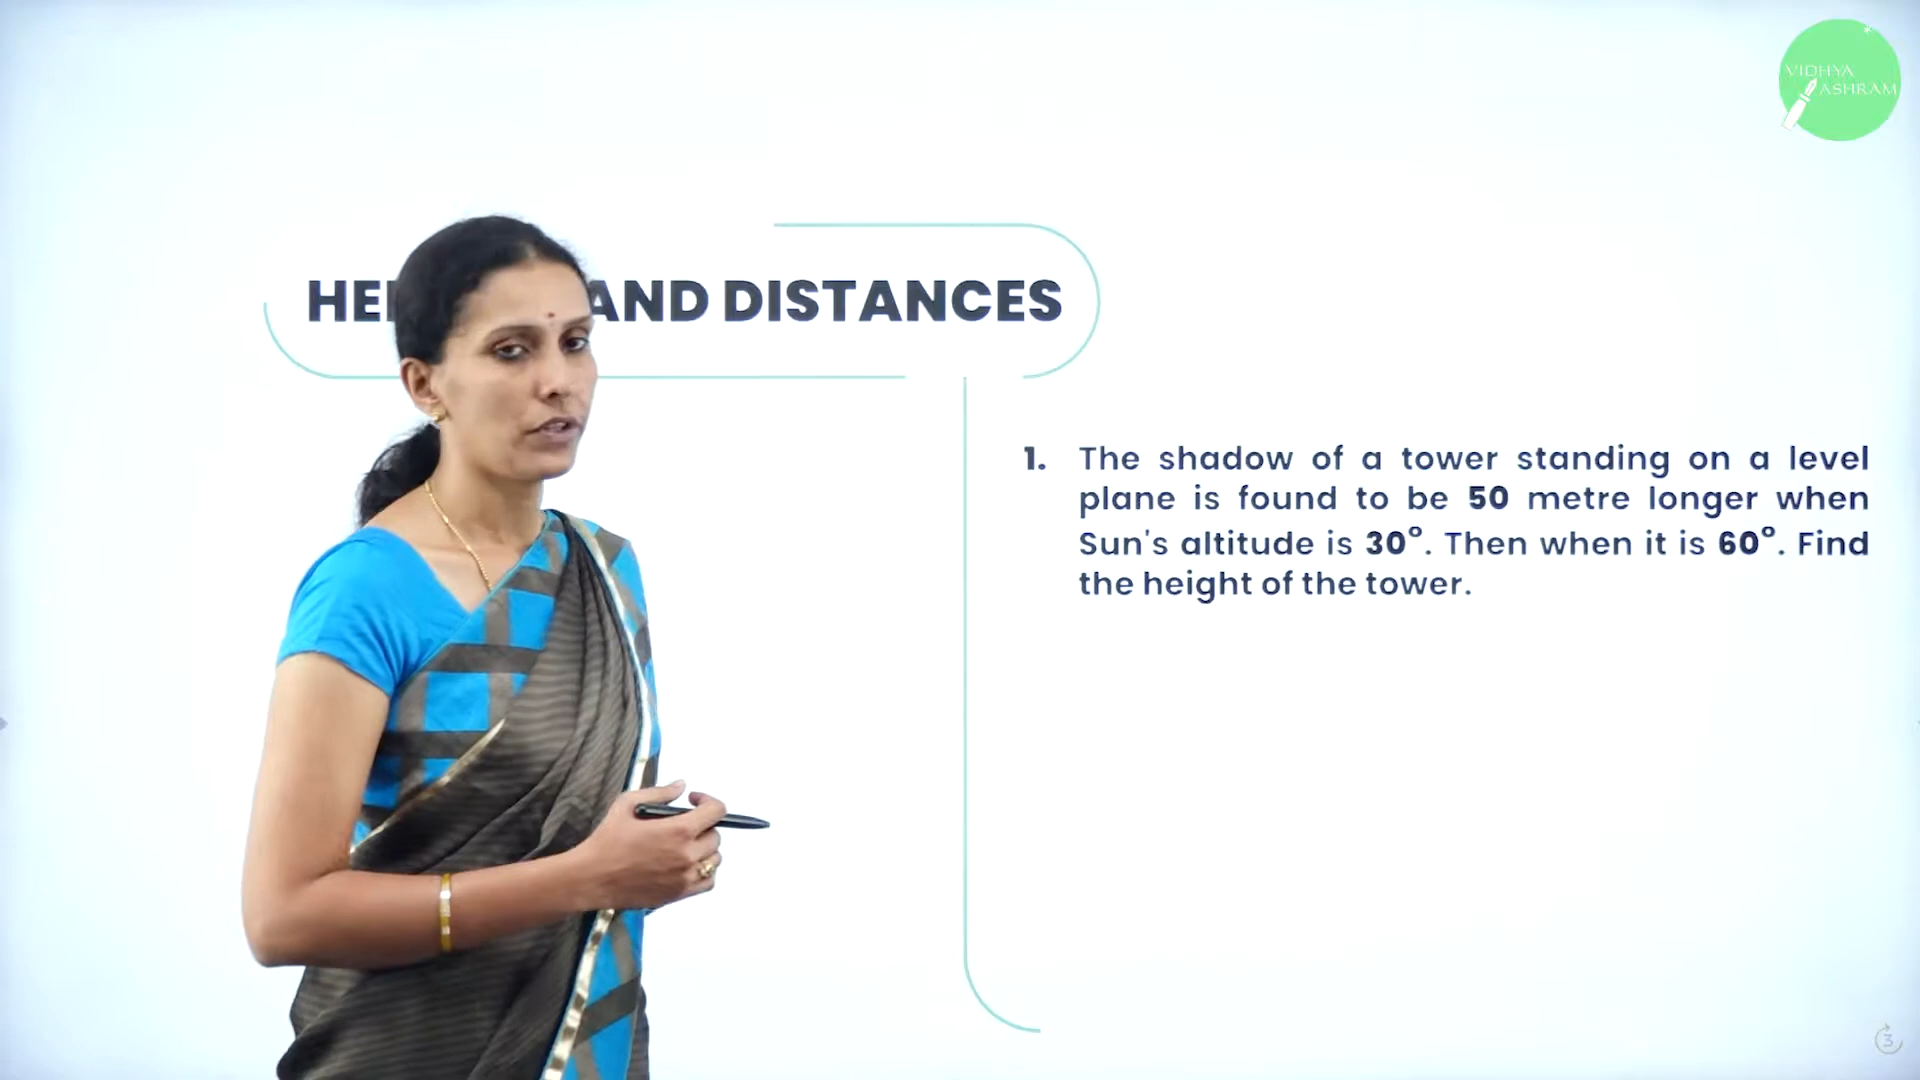 VIDHYA
ASHRAM
AND DISTANCES
1. The shadow of a tower standing on a level
plane is found to be 50 metre longer when
Sun's altitude is 30°. Then when it is 60°. Find
the height of the tower.
3